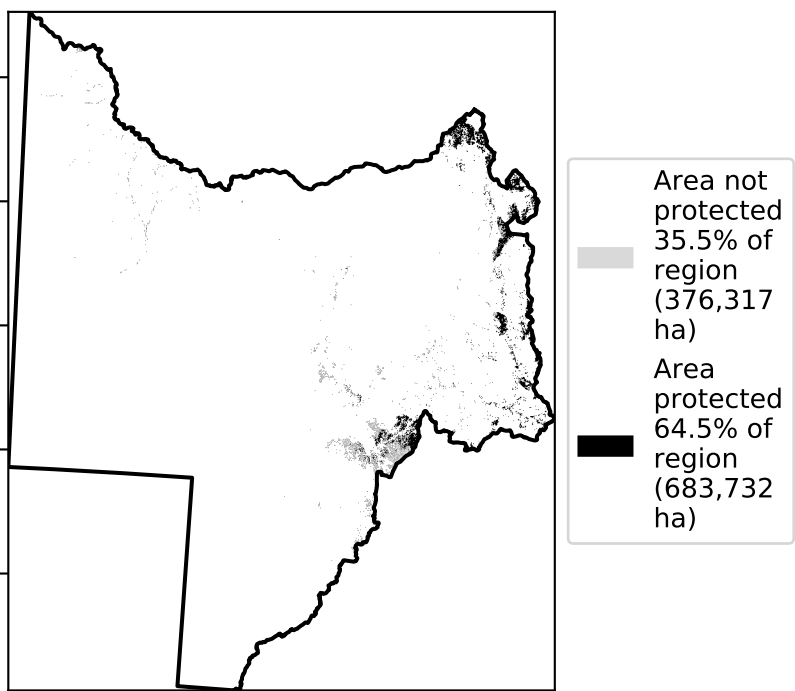 Area not
protected
35.5% of
region
(376,317
ha)
Area
protected
64.5% of
region
(683,732
ha)